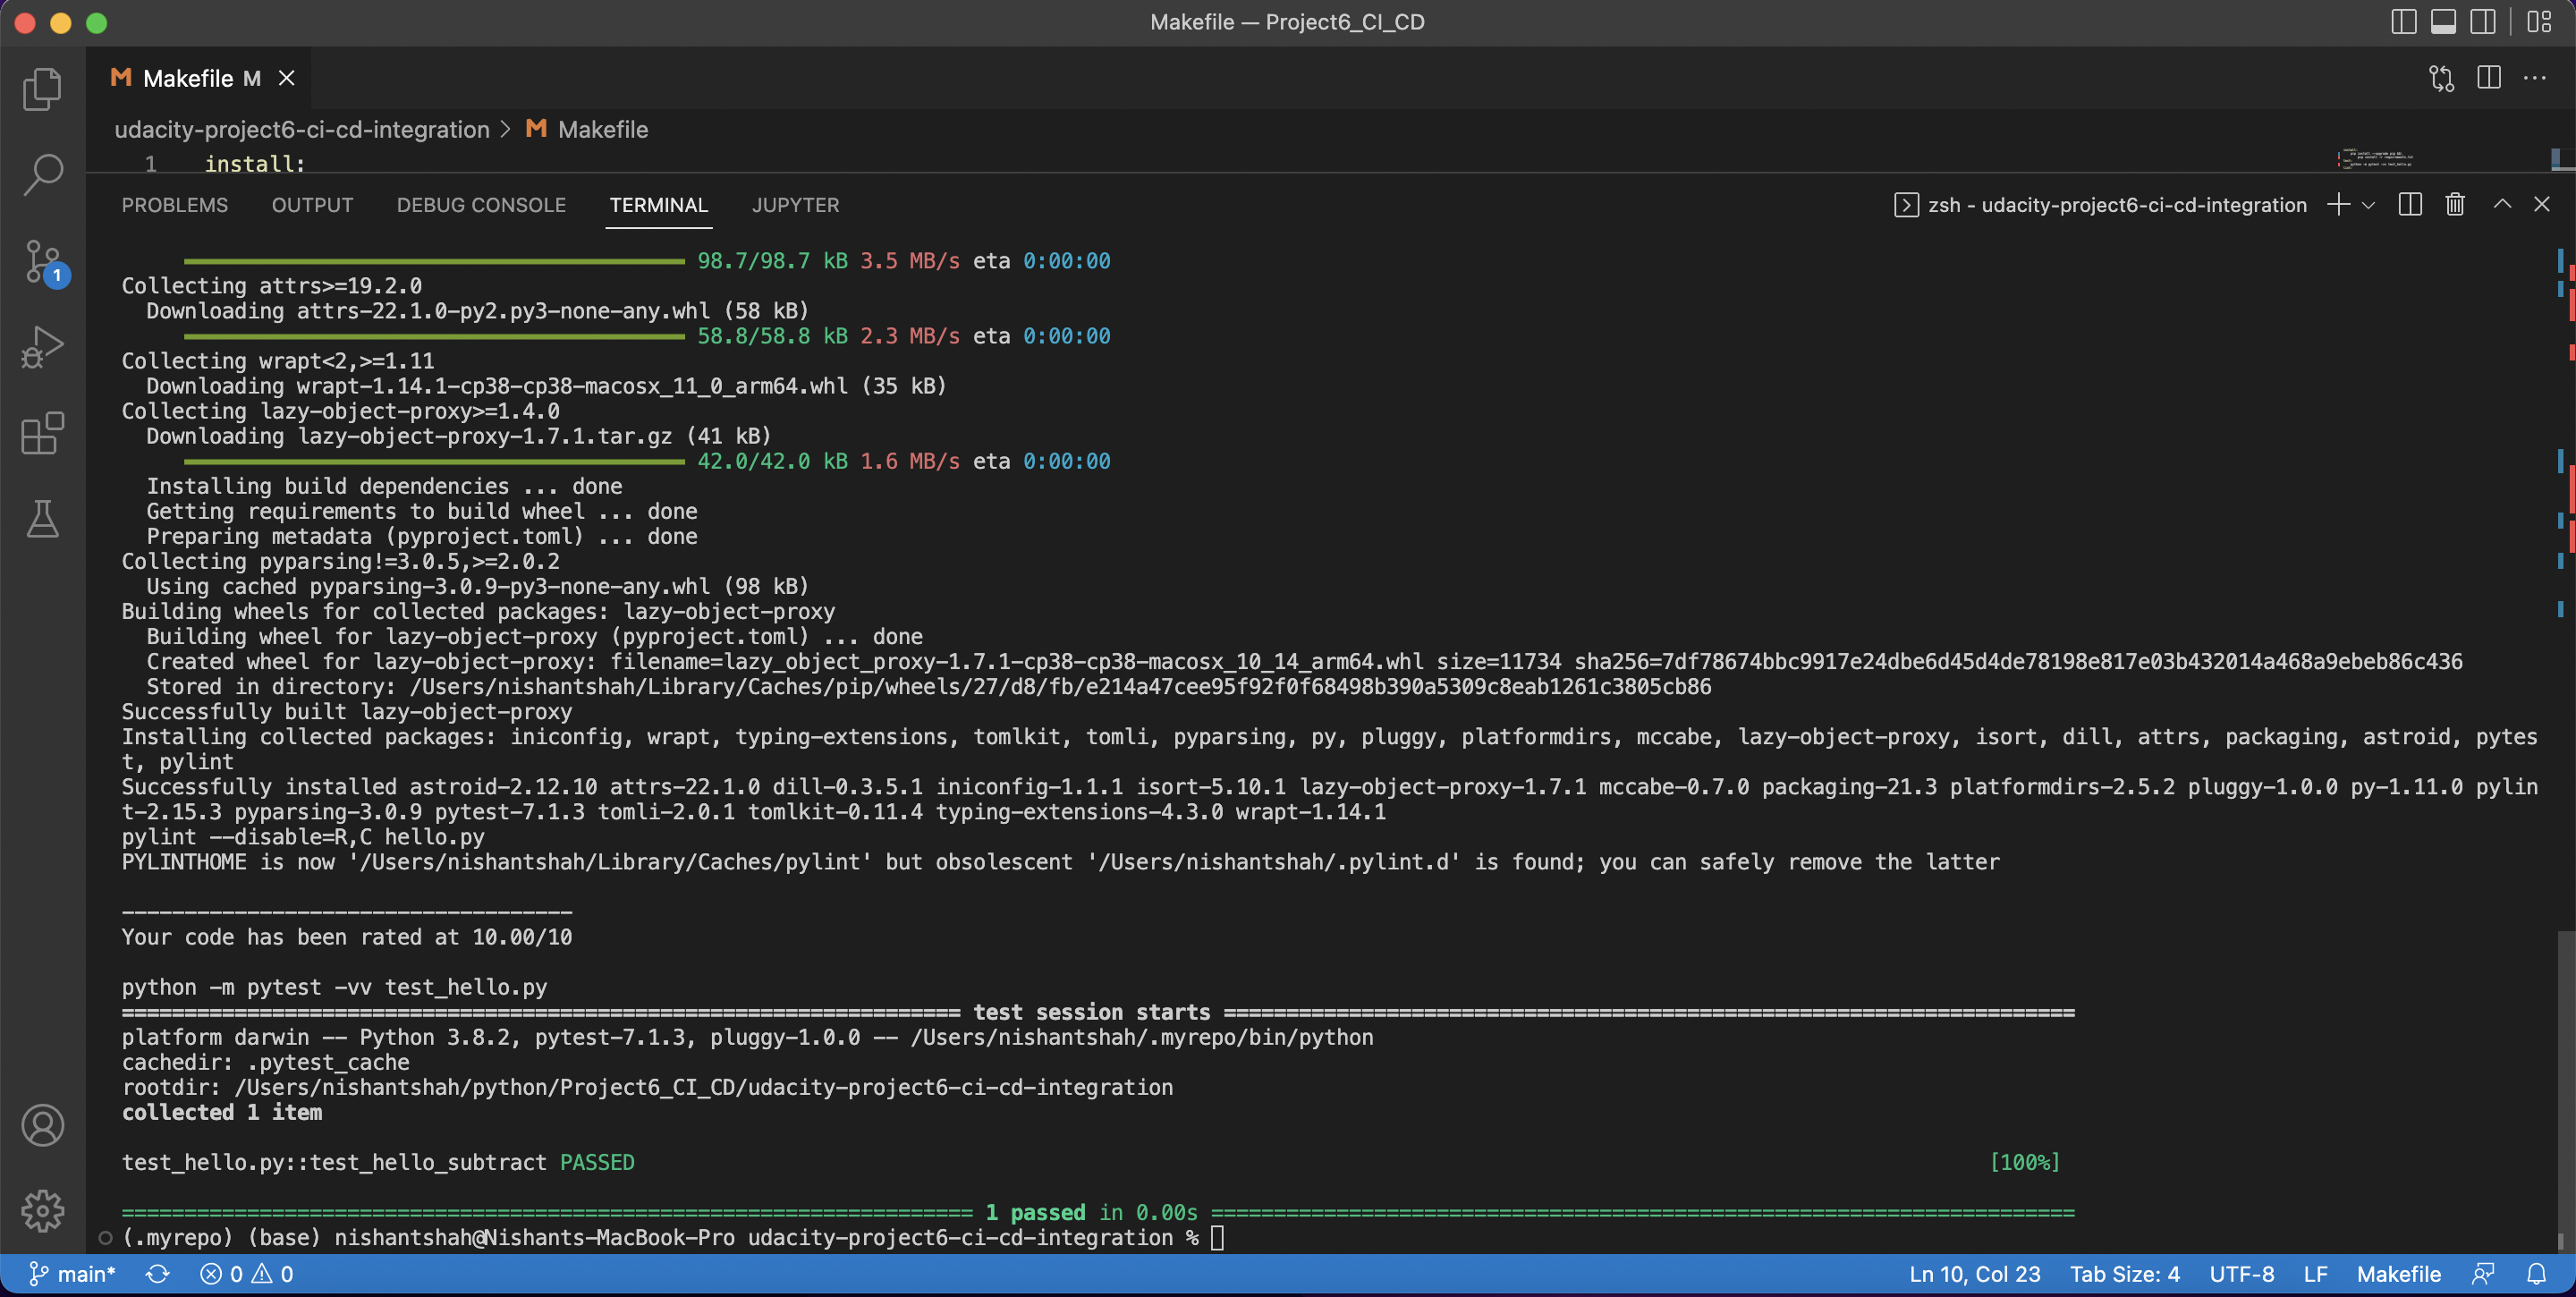 Makefile — Project6_CI_CD
Makefile M
udacity-project6-ci-cd-integration > Makefile
1 install:
PROBLEMS OUTPUT DEBUG CONSOLE TERMINAL JUPYTER zsh - udacity-project6-ci-cd-integration
98.7/98.7 kB 3.5 MB/s eta 0:00:00
Collecting attrs>=19.2.0
Downloading attrs-22.1.0-py2.py3-none-any.whl (58 kB)
58.8/58.8 kB 2.3 MB/s eta 0:00:00
Collecting wrapt<2,>=1.11
Downloading wrapt-1.14.1-cp38-cp38-macosx_11_0_arm64.whl (35 kB)
Collecting lazy-object-proxy>=1.4.0
Downloading lazy-object-proxy-1.7.1.tar.gz (41 kB)
42.0/42.0 kB 1.6 MB/s eta 0:00:00
Installing build dependencies ... done
Getting requirements to build wheel ... done
Preparing metadata (pyproject.toml) ... done
Collecting pyparsing!=3.0.5,>=2.0.2
Using cached pyparsing-3.0.9-py3-none-any.whl (98 kB)
Building wheels for collected packages: lazy-object-proxy
Building wheel for lazy-object-proxy (pyproject.toml) ... done
Created wheel for lazy-object-proxy: filename=lazy_object_proxy-1.7.1-cp38-cp38-macosx_10_14_arm64.whl size=11734 sha256=7df78674bbc9917e24dbe6d45d4de78198e817e03b432014a468a9ebeb86c436
Stored in directory: /Users/nishantshah/Library/Caches/pip/wheels/27/d8/fb/e214a47cee95f92f0f68498b390a5309c8eab1261c3805cb86
Successfully built lazy-object-proxy
Installing collected packages: iniconfig, wrapt, typing-extensions, tomlkit, tomli, pyparsing, py, pluggy, platformdirs, mccabe, lazy-object-proxy, isort, dill, attrs, packaging, astroid, pytes
t, pylint
Successfully installed astroid-2.12.10 attrs-22.1.0 dill-0.3.5.1 iniconfig-1.1.1 isort-5.10.1 lazy-object-proxy-1.7.1 mccabe-0.7.0 packaging-21.3 platformdirs-2.5.2 pluggy-1.0.0 py-1.11.0 pylin
t-2.15.3 pyparsing-3.0.9 pytest-7.1.3 tomli-2.0.1 tomlkit-0.11.4 typing-extensions-4.3.0 wrapt-1.14.1
pylint --disable=R,C hello.py
PYLINTHOME is now '/Users/nishantshah/Library/Caches/pylint' but obsolescent '/Users/nishantshah/.pylint.d' is found; you can safely remove the latter
------------------------------------
Your code has been rated at 10.00/10
python -m pytest -vv test_hello.py
=================================================================== test session starts ====================================================================
platform darwin -- Python 3.8.2, pytest-7.1.3, pluggy-1.0.0 -- /Users/nishantshah/.myrepo/bin/python
cachedir: .pytest_cache
rootdir: /Users/nishantshah/python/Project6_CI_CD/udacity-project6-ci-cd-integration
collected 1 item
test_hello.py::test_hello_subtract PASSED [100%]
==================================================================== 1 passed in 0.00s =====================================================================
(.myrepo) (base) nishantshah@Nishants-MacBook-Pro udacity-project6-ci-cd-integration %
1
main* 0 0 Ln 10, Col 23 Tab Size: 4 UTF-8 LF Makefile